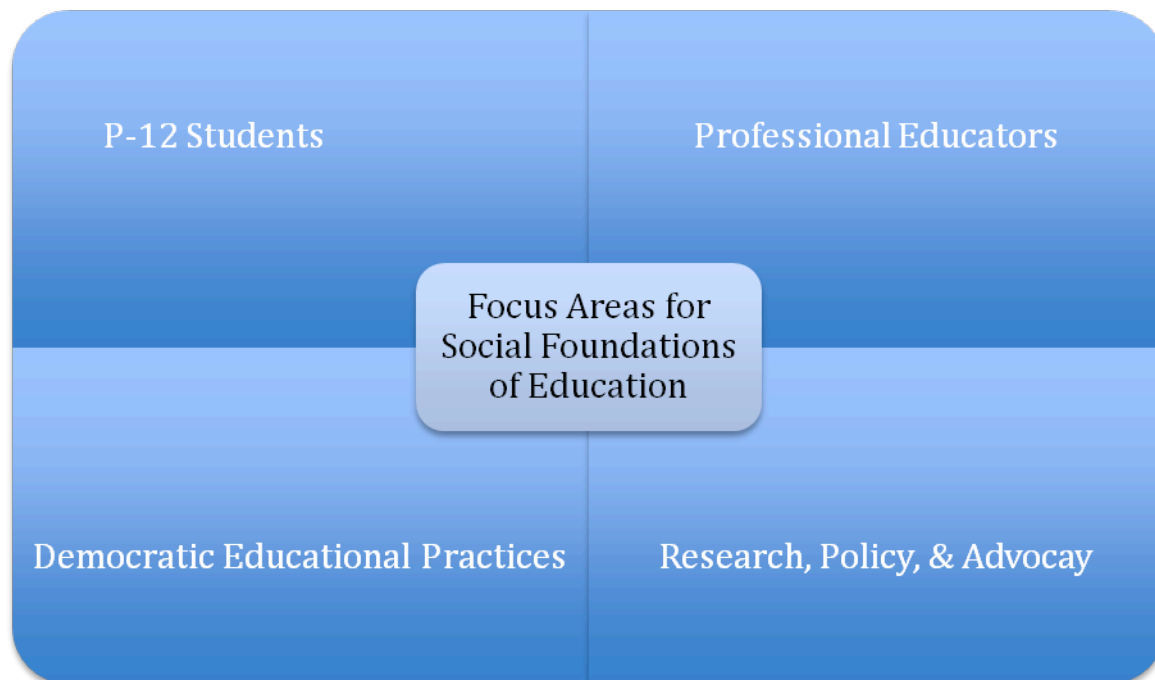 P-12 Students
Professional Educators
Focus Areas for
Social Foundations
of Education
Democratic Educational Practices
Research, Policy, & Advocay